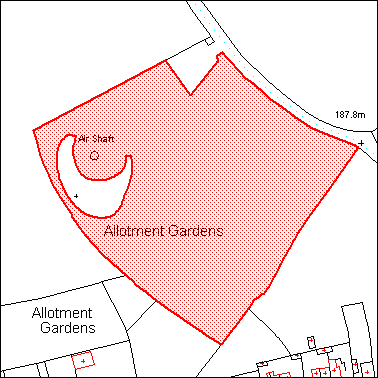 187.8m
Air Shaft
Allotment Gardens
Allotment
Gardens